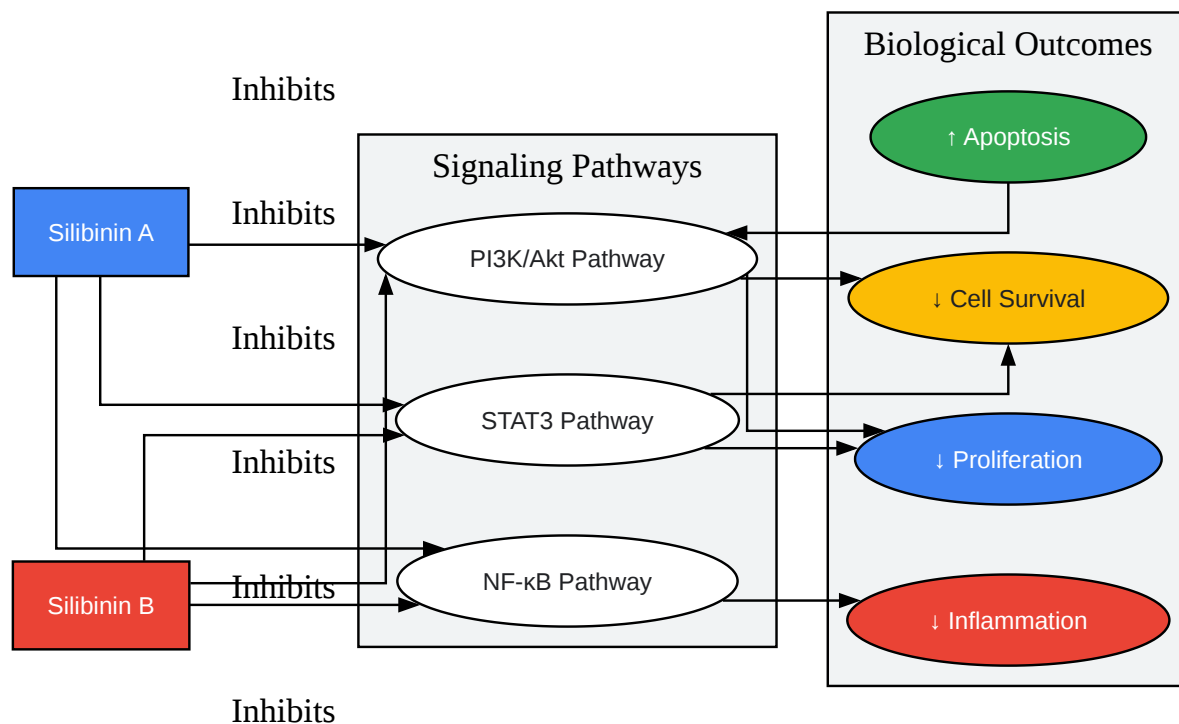 Biological Outcomes
Inhibits
↑ Apoptosis
Signaling Pathways
Inhibits
Silibinin A
PI3K/Akt Pathway
↓ Cell Survival
Inhibits
STAT3 Pathway
Inhibits
↓ Proliferation
NF-κB Pathway
Inhibits
Silibinin B
↓ Inflammation
Inhibits